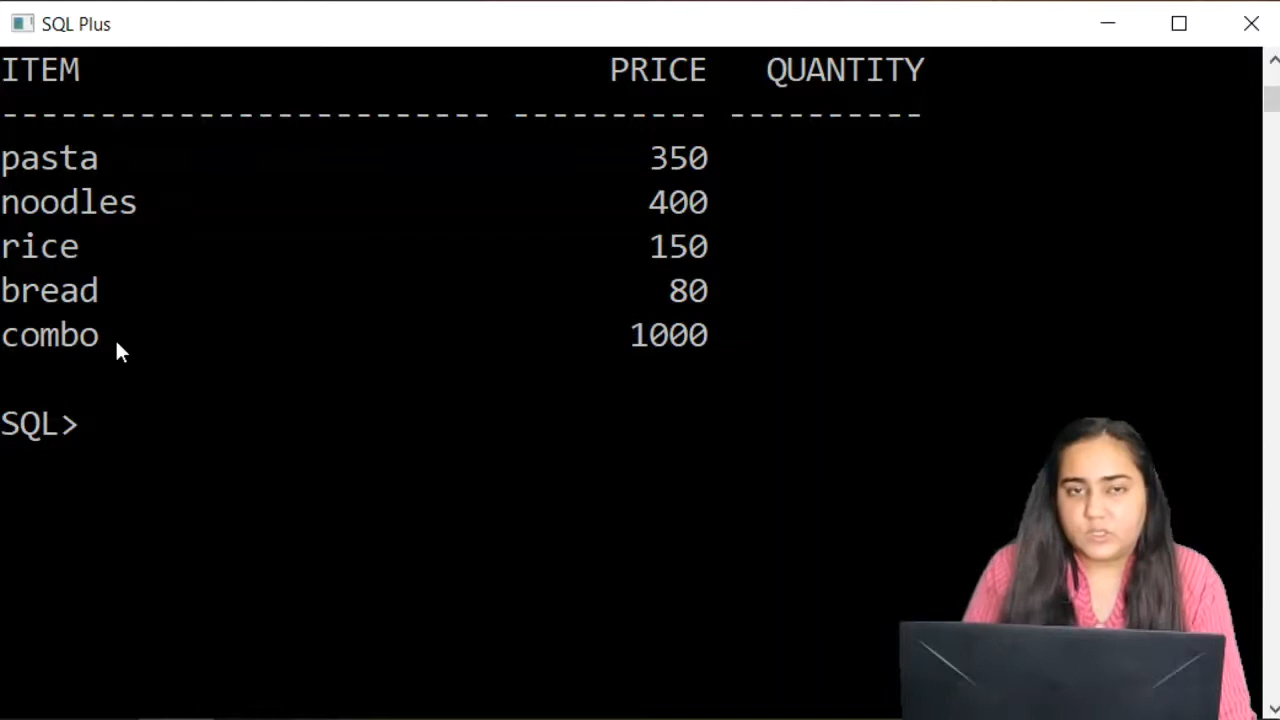 SQL Plus
ITEM PRICE QUANTITY
------------------------- ---------- ----------
pasta 350
noodles 400
rice 150
bread 80
combo 1000
SQL>